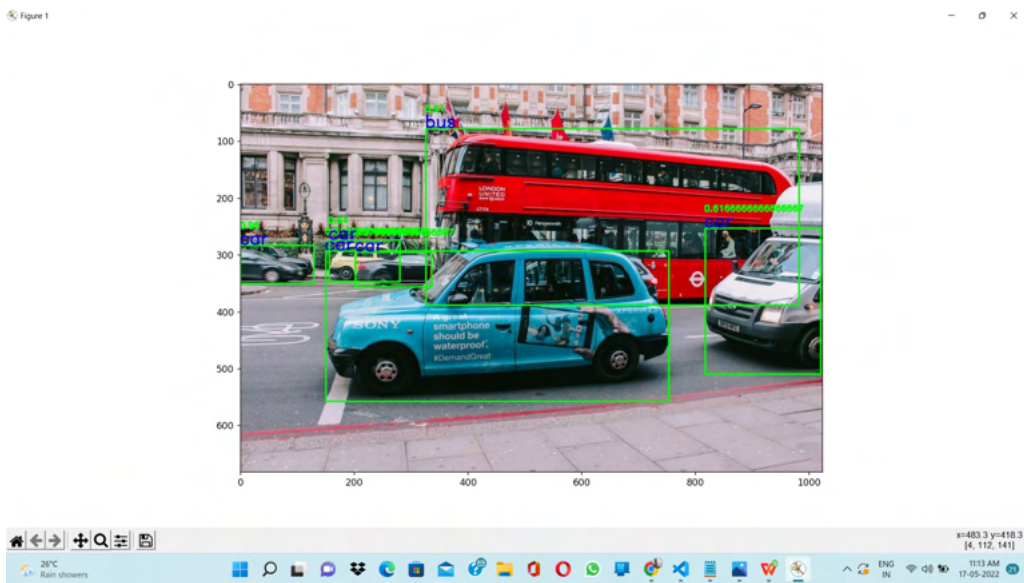 Figure 1
0
100
200
300
400
500
600
bus
LONDON
UNITED
0.6166666666666667
car
car
car
car
car
SONY
A great
smartphone
should be
waterproof.
#DemandGreat
0 200 400 600 800 1000
x=483.3 y=418.3
[4, 112, 141]
26°C
Rain showers
ENG
IN
11:13 AM
17-05-2022
21